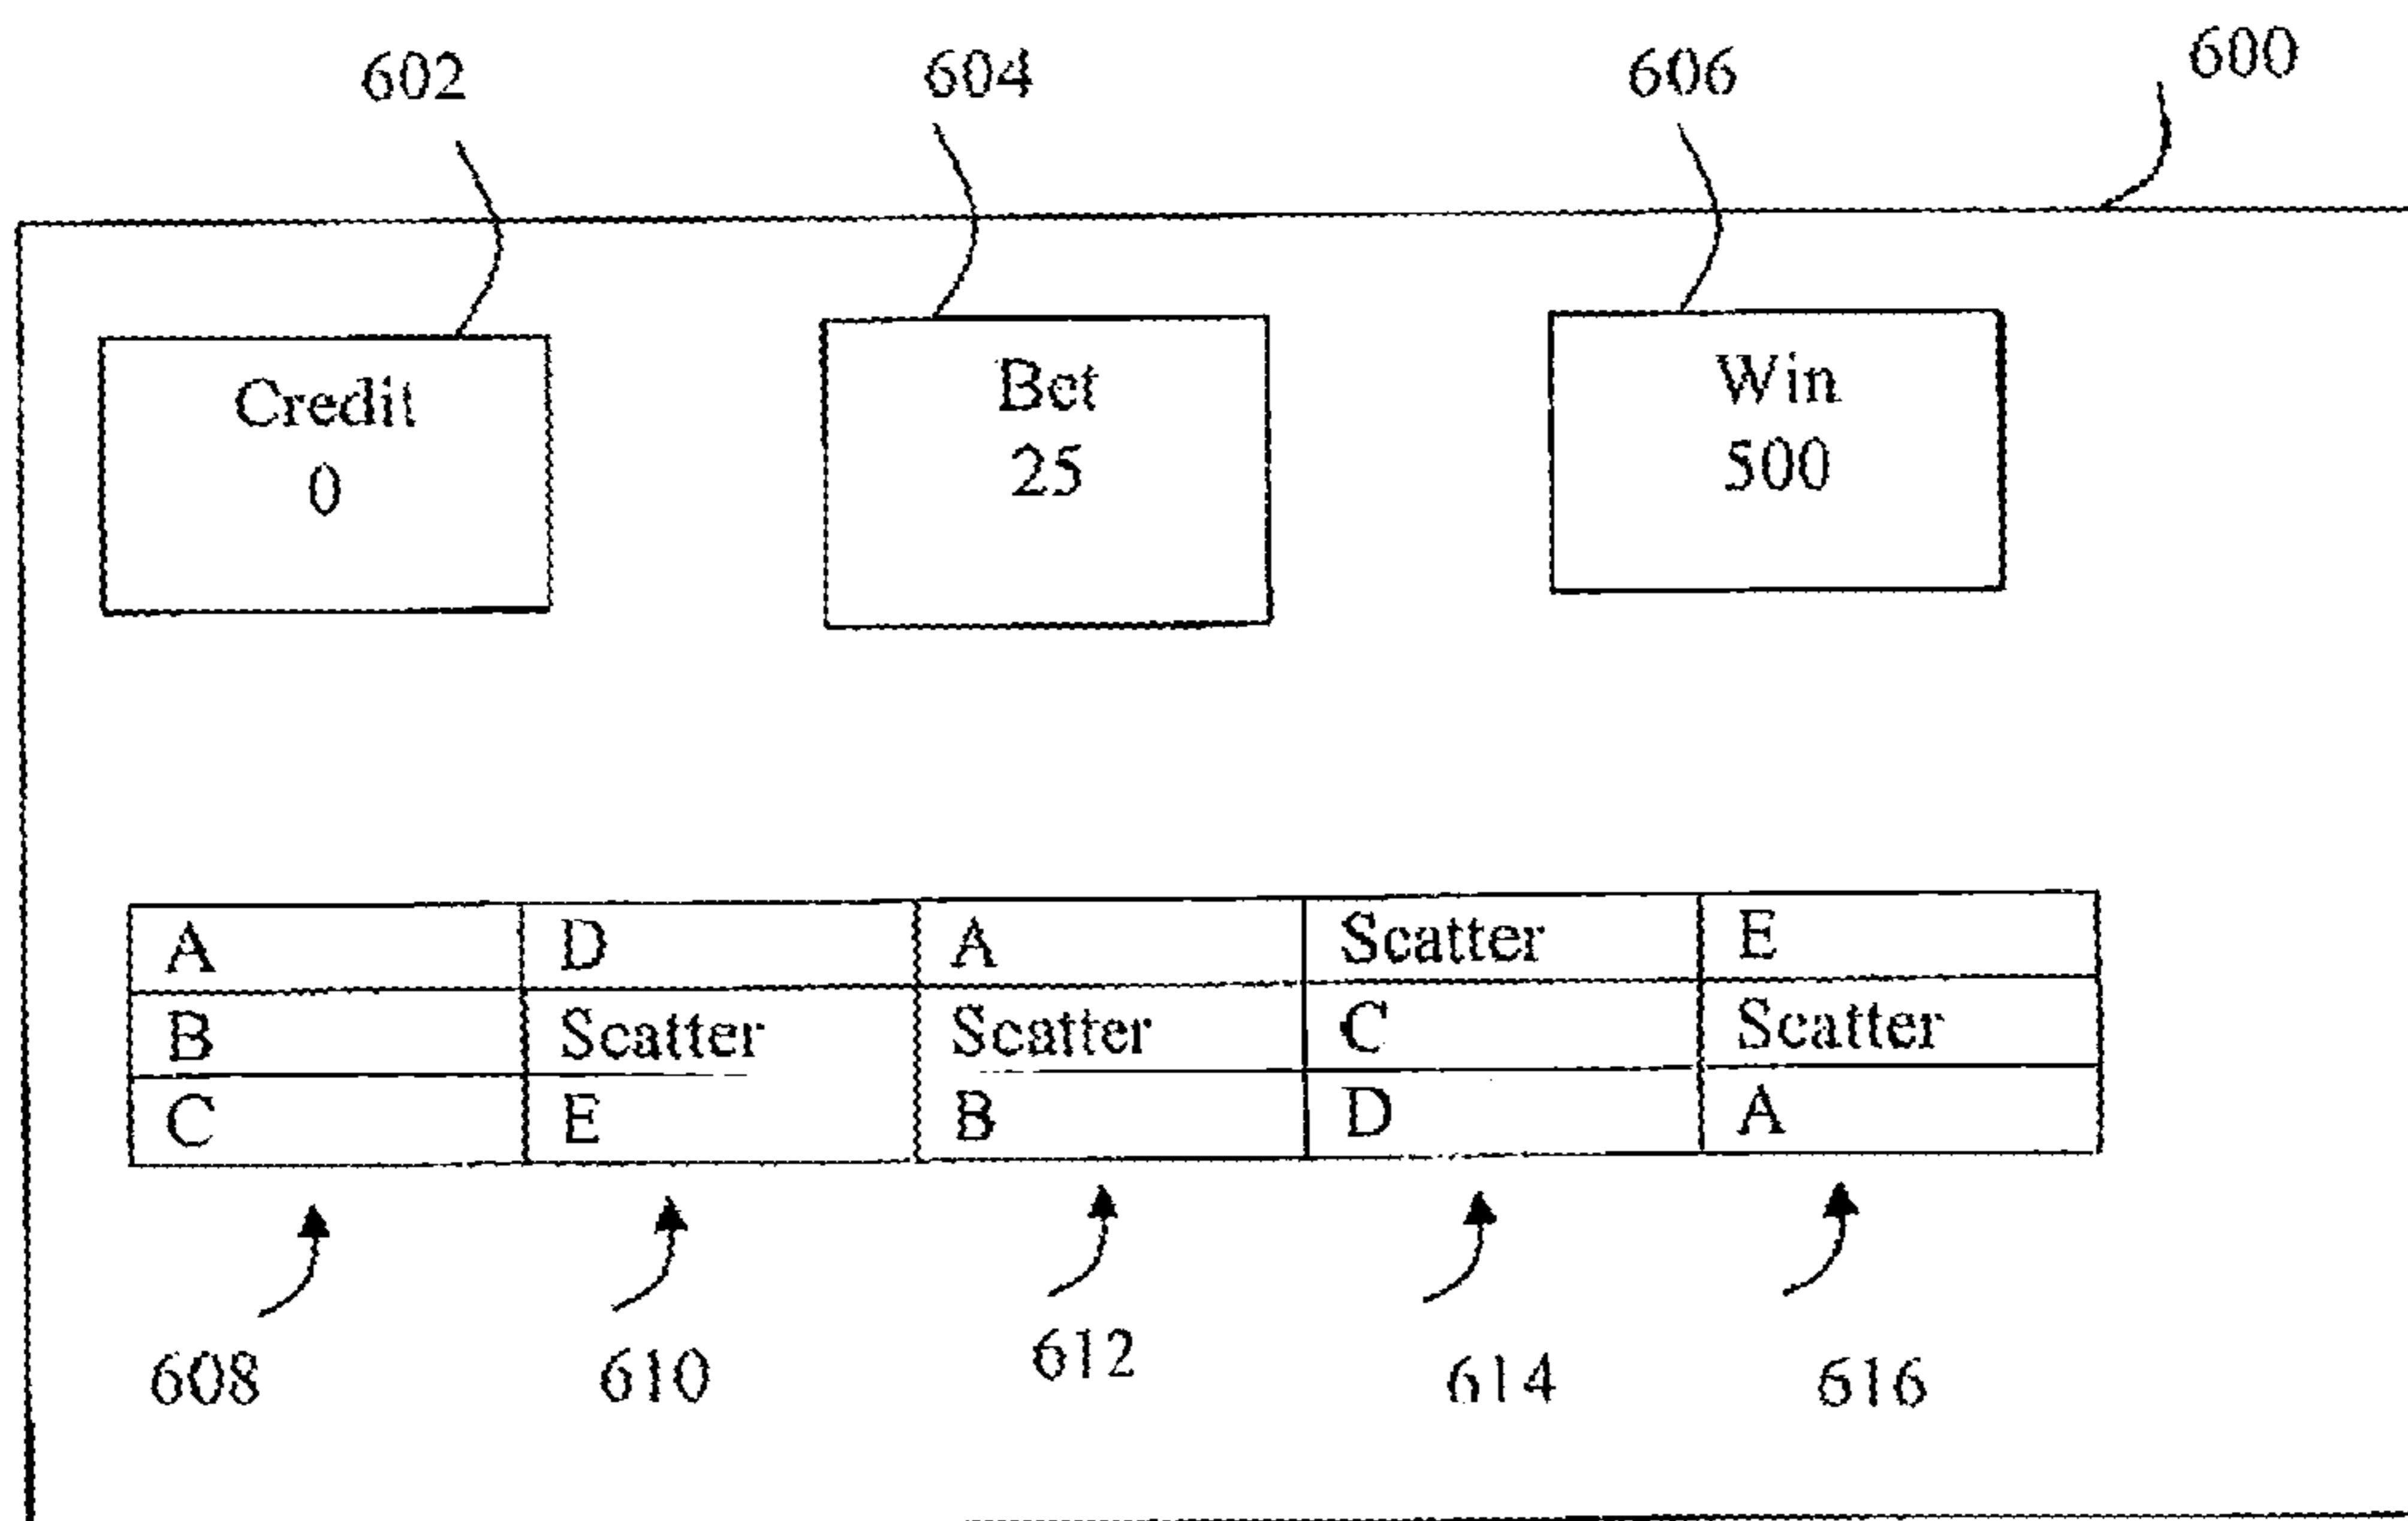 602 604 606 600
Credit Bet Win
0 25 500
A D A Scatter E
B Scatter Scatter C Scatter
C E B D A
608 610 612 614 616